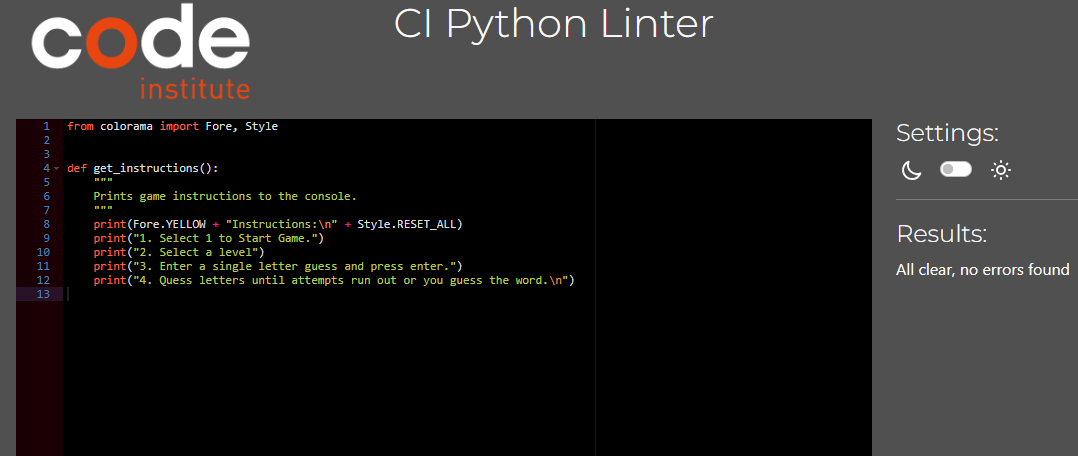 code
institute
CI Python Linter
1 from colorama import Fore, Style
2
3
4 def get_instructions():
5 """
6 Prints game instructions to the console.
7 """
8 print(Fore.YELLOW + "Instructions:\n" + Style.RESET_ALL)
9 print("1. Select 1 to Start Game.")
10 print("2. Select a level")
11 print("3. Enter a single letter guess and press enter.")
12 print("4. Quess letters until attempts run out or you guess the word.\n")
13
Settings:
Results:
All clear, no errors found